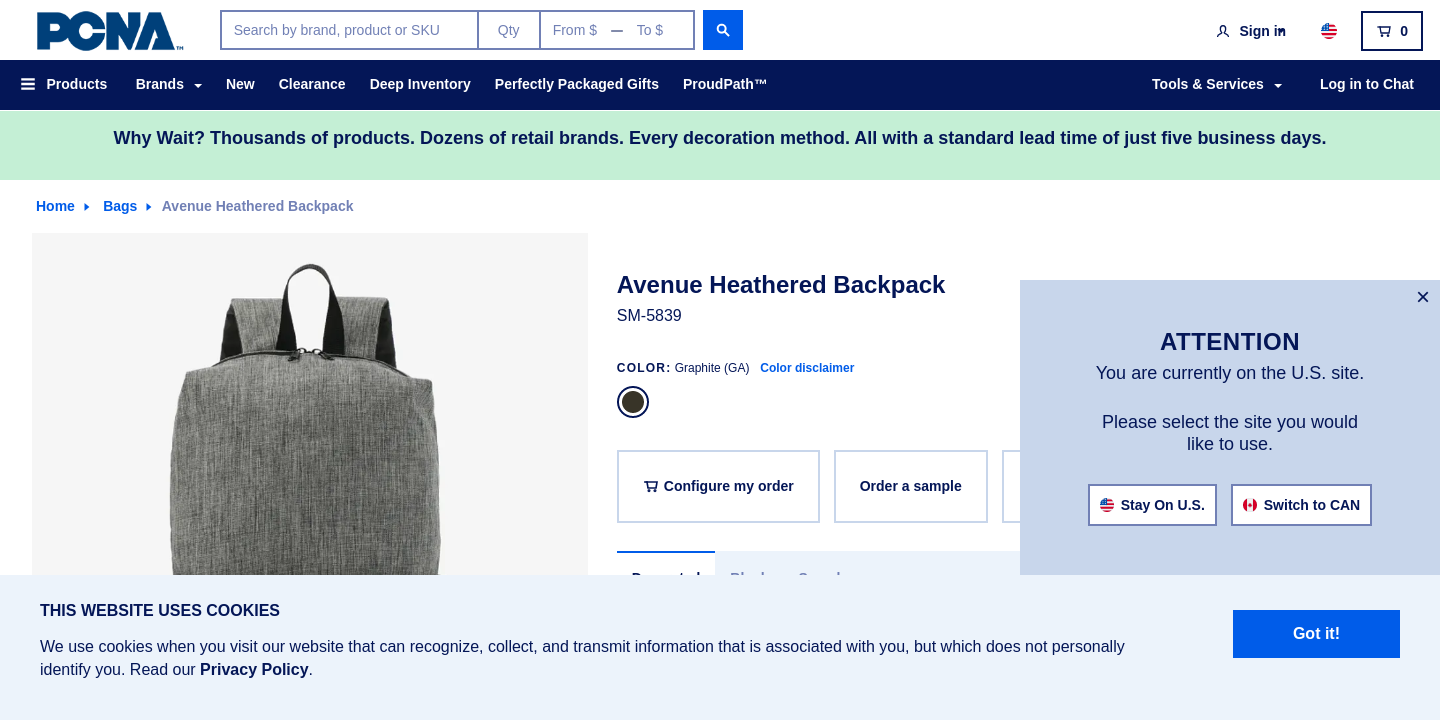 PCNA™
Search by brand, product or SKU
Qty
From $ — To $
Sign in
0
Products
Brands
New
Clearance
Deep Inventory
Perfectly Packaged Gifts
ProudPath™
Tools & Services
Log in to Chat
Why Wait? Thousands of products. Dozens of retail brands. Every decoration method. All with a standard lead time of just five business days.
Home
Bags
Avenue Heathered Backpack
Avenue Heathered Backpack
SM-5839
COLOR: Graphite (GA) Color disclaimer
Configure my order
Order a sample
ATTENTION
You are currently on the U.S. site.
Please select the site you would
like to use.
Stay On U.S.
Switch to CAN
THIS WEBSITE USES COOKIES
We use cookies when you visit our website that can recognize, collect, and transmit information that is associated with you, but which does not personally
identify you. Read our Privacy Policy.
Got it!